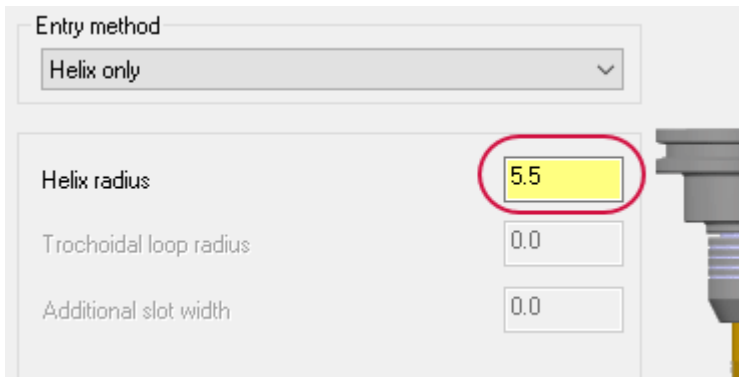 Entry method
Helix only
Helix radius 5.5
Trochoidal loop radius 0.0
Additional slot width 0.0